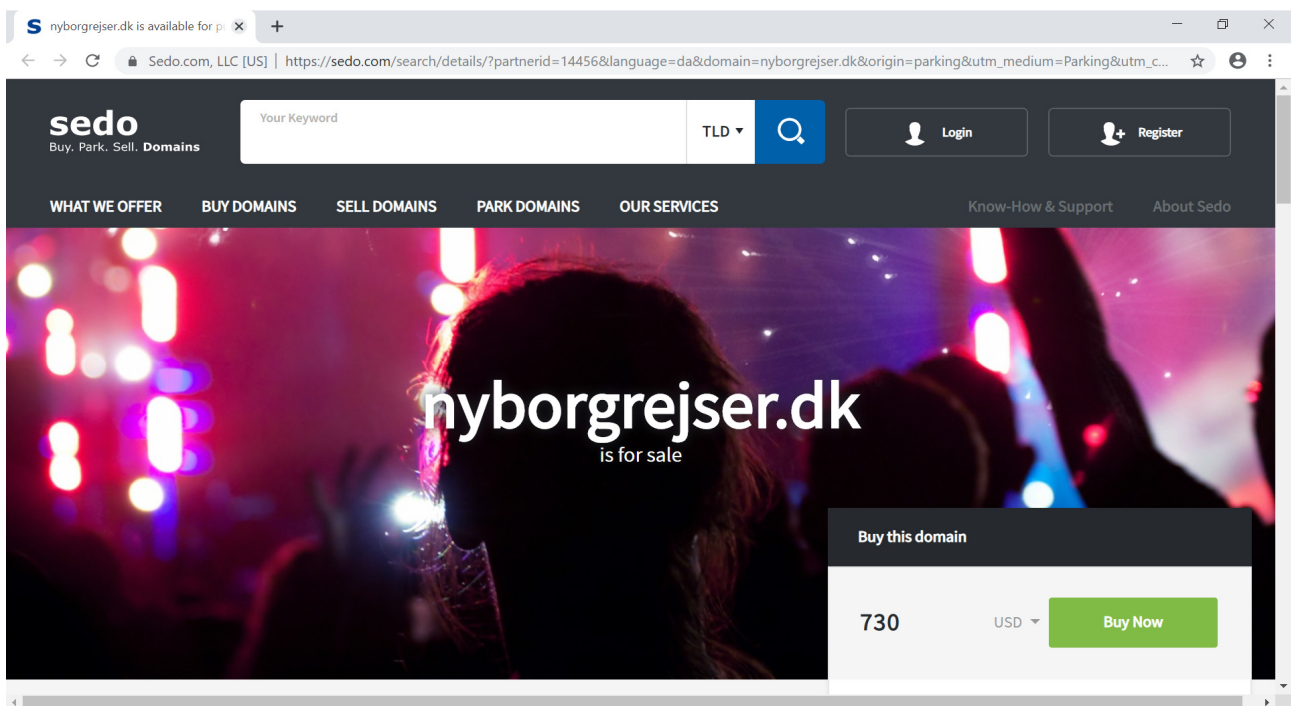 S nyborgrejser.dk is available for p
Sedo.com, LLC [US] | https://sedo.com/search/details/?partnerid=14456&language=da&domain=nyborgrejser.dk&origin=parking&utm_medium=Parking&utm_c...
sedo
Buy. Park. Sell. Domains
Your Keyword
TLD
Login
Register
WHAT WE OFFER BUY DOMAINS SELL DOMAINS PARK DOMAINS OUR SERVICES Know-How & Support About Sedo
nyborgrejser.dk
is for sale
Buy this domain
730 USD Buy Now